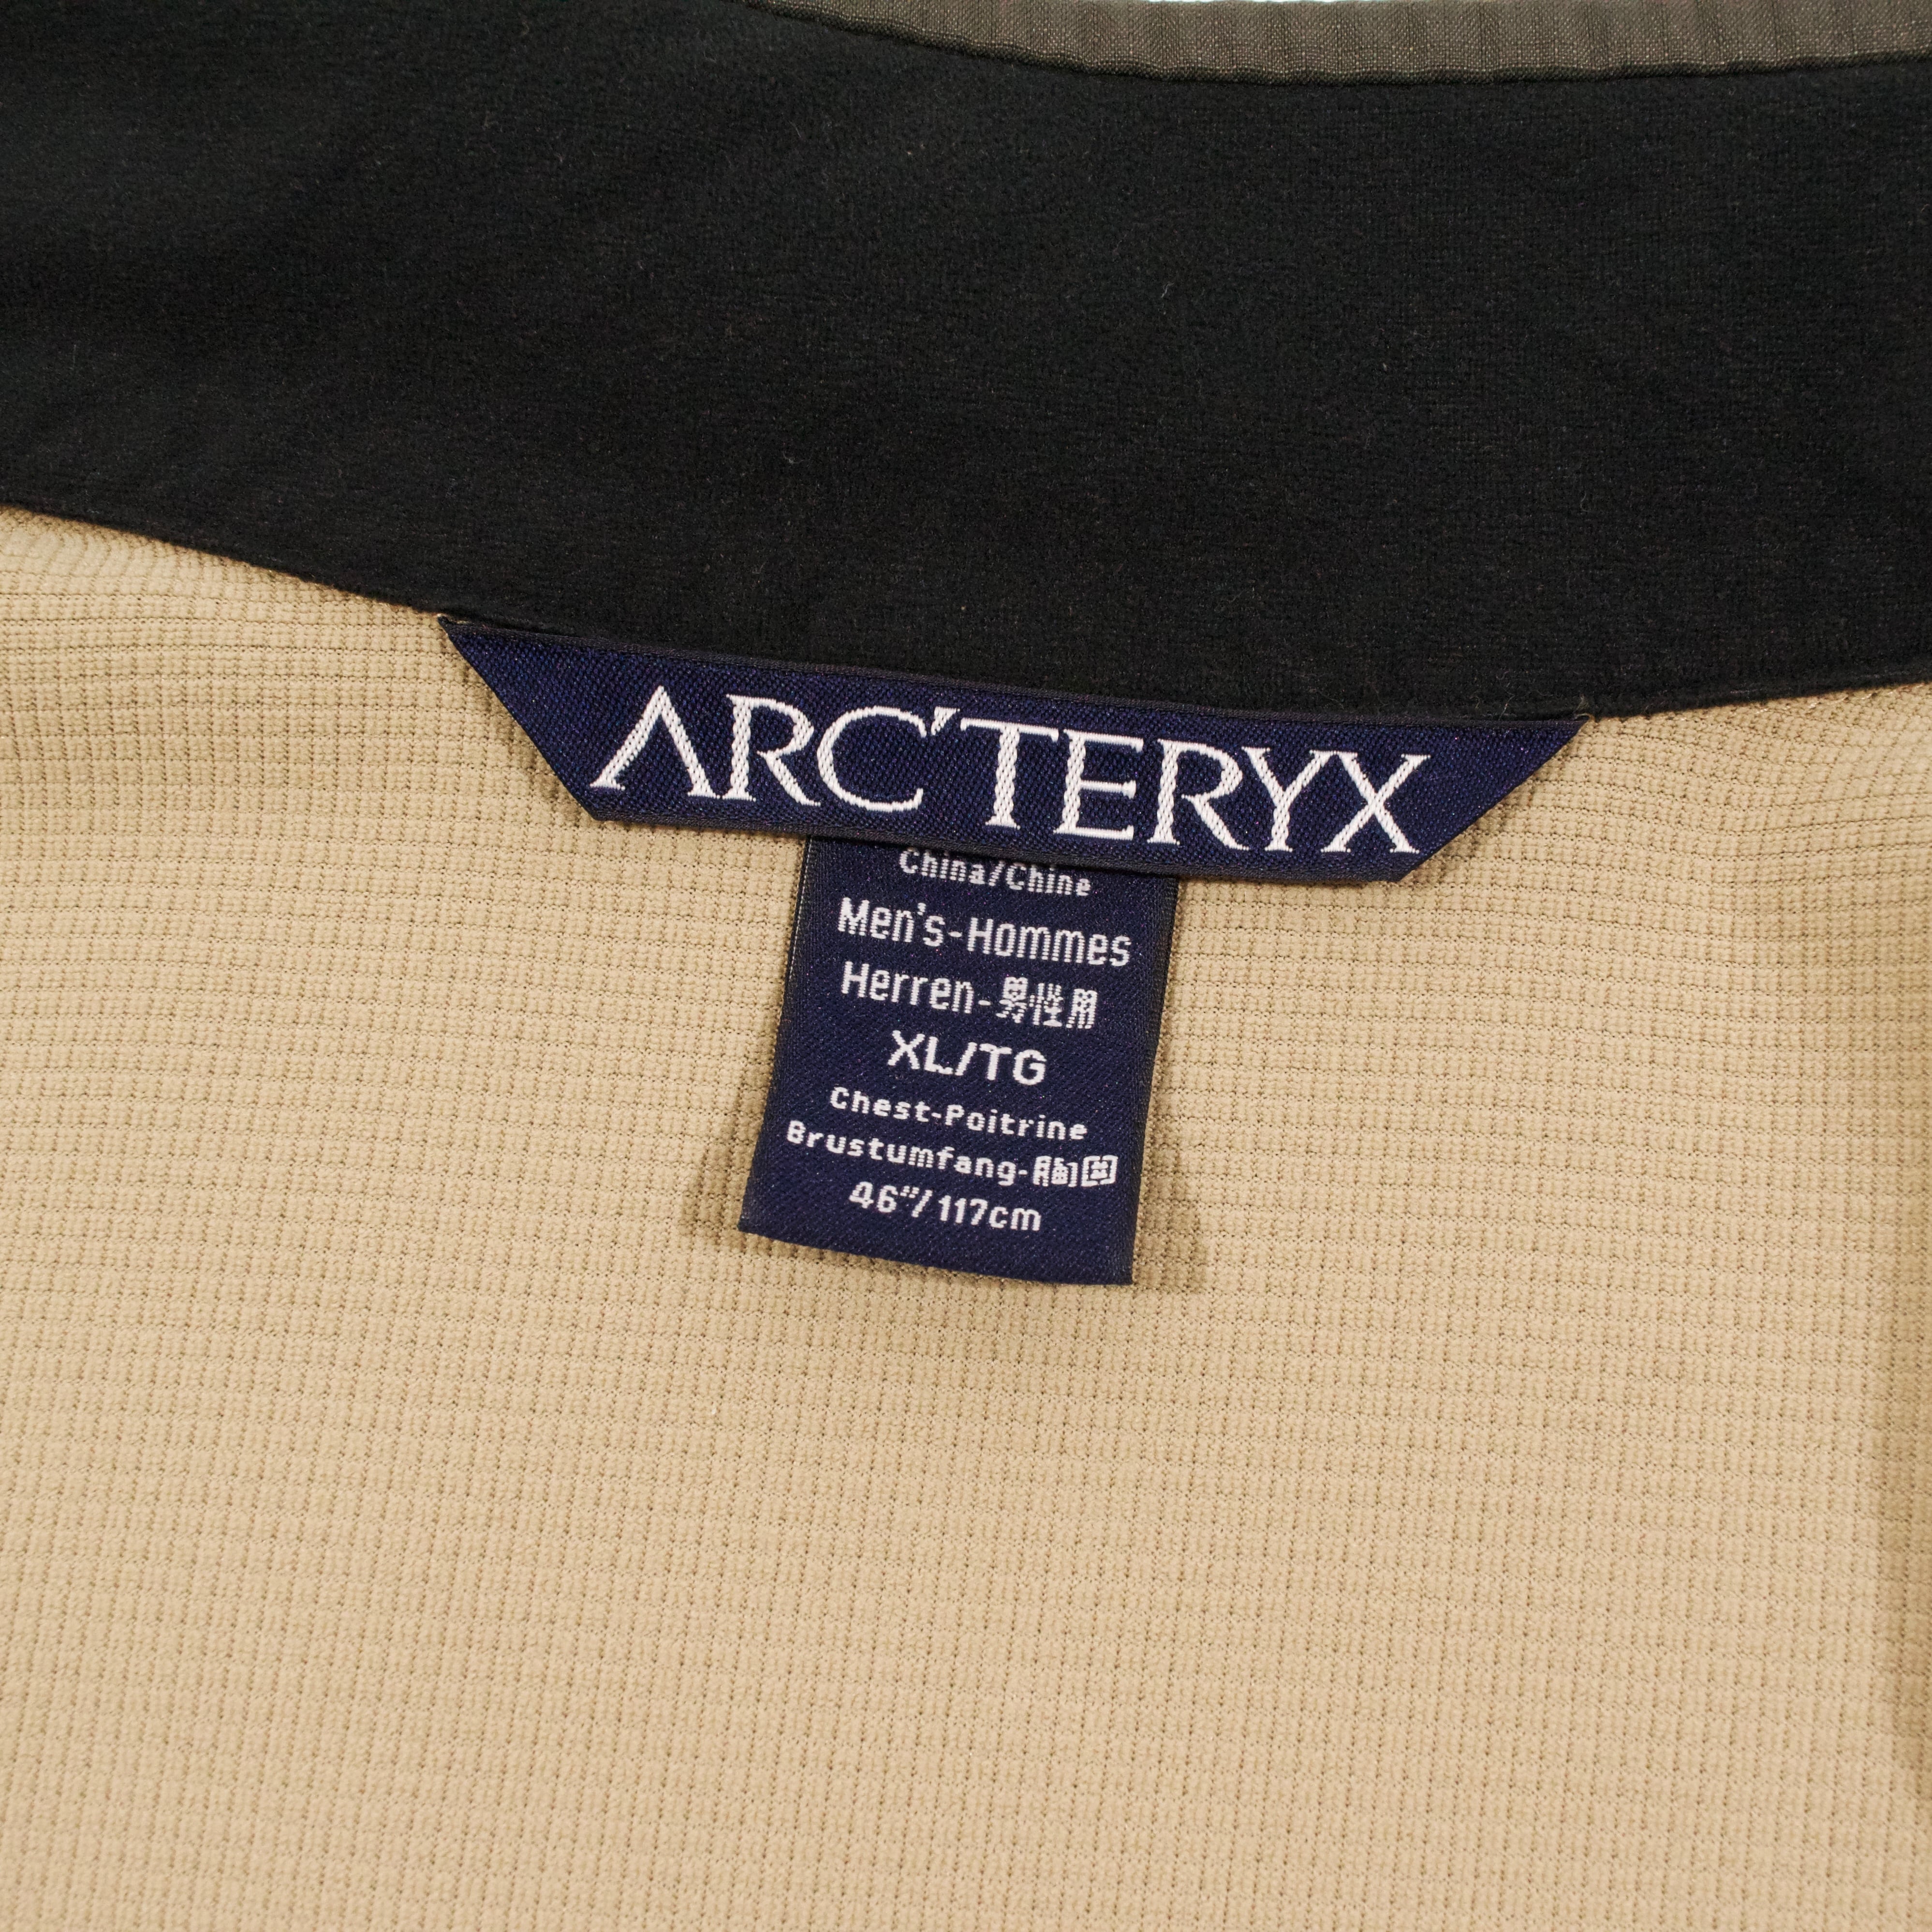 ARC'TERYX
China/Chine
Men's-Hommes
Herren-男性用
XL/TG
Chest-Poitrine
Brustumfang-胸囲
46"/117cm